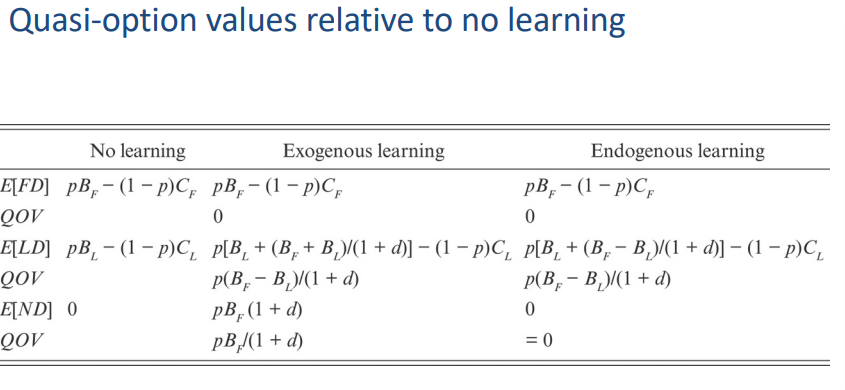 Quasi-option values relative to no learning
No learning Exogenous learning Endogenous learning
E[FD] pB_F − (1 − p)C_F pB_F − (1 − p)C_F pB_F − (1 − p)C_F
QOV 0 0
E[LD] pB_L − (1 − p)C_L p[B_L + (B_F + B_L)/(1 + d)] − (1 − p)C_L p[B_L + (B_F − B_L)/(1 + d)] − (1 − p)C_L
QOV p(B_F − B_L)/(1 + d) p(B_F − B_L)/(1 + d)
E[ND] 0 pB_F (1 + d) 0
QOV pB_F/(1 + d) = 0